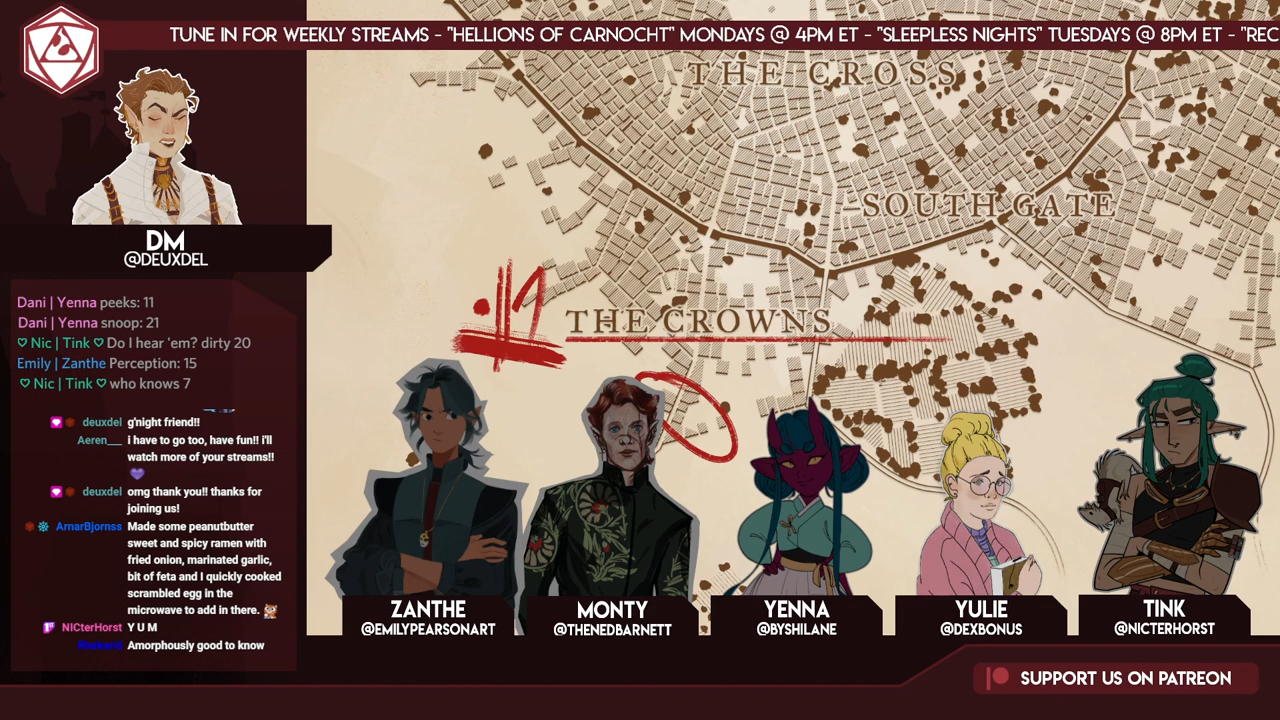 TUNE IN FOR WEEKLY STREAMS - "HELLIONS OF CARNOCHT" MONDAYS @ 4PM ET - "SLEEPLESS NIGHTS" TUESDAYS @ 8PM ET - "REC
THE CROSS
SOUTH GATE
THE CROWNS
DM
@DEUXDEL
Dani | Yenna peeks: 11
Dani | Yenna snoop: 21
♡ Nic | Tink ♡ Do I hear 'em? dirty 20
Emily | Zanthe Perception: 15
♡ Nic | Tink ♡ who knows 7
deuxdel g'night friend!!
Aeren__ i have to go too, have fun!! i'll
watch more of your streams!!
💜
deuxdel omg thank you!! thanks for
joining us!
ArnarBjornss Made some peanutbutter
sweet and spicy ramen with
fried onion, marinated garlic,
bit of feta and I quickly cooked
scrambled egg in the
microwave to add in there.
NICterHorst Y U M
Amorphously good to know
ZANTHE
@EMILYPEARSONART
MONTY
@THENEDBARNETT
YENNA
@BYSHILANE
YULIE
@DEXBONUS
TINK
@NICTERHORST
SUPPORT US ON PATREON